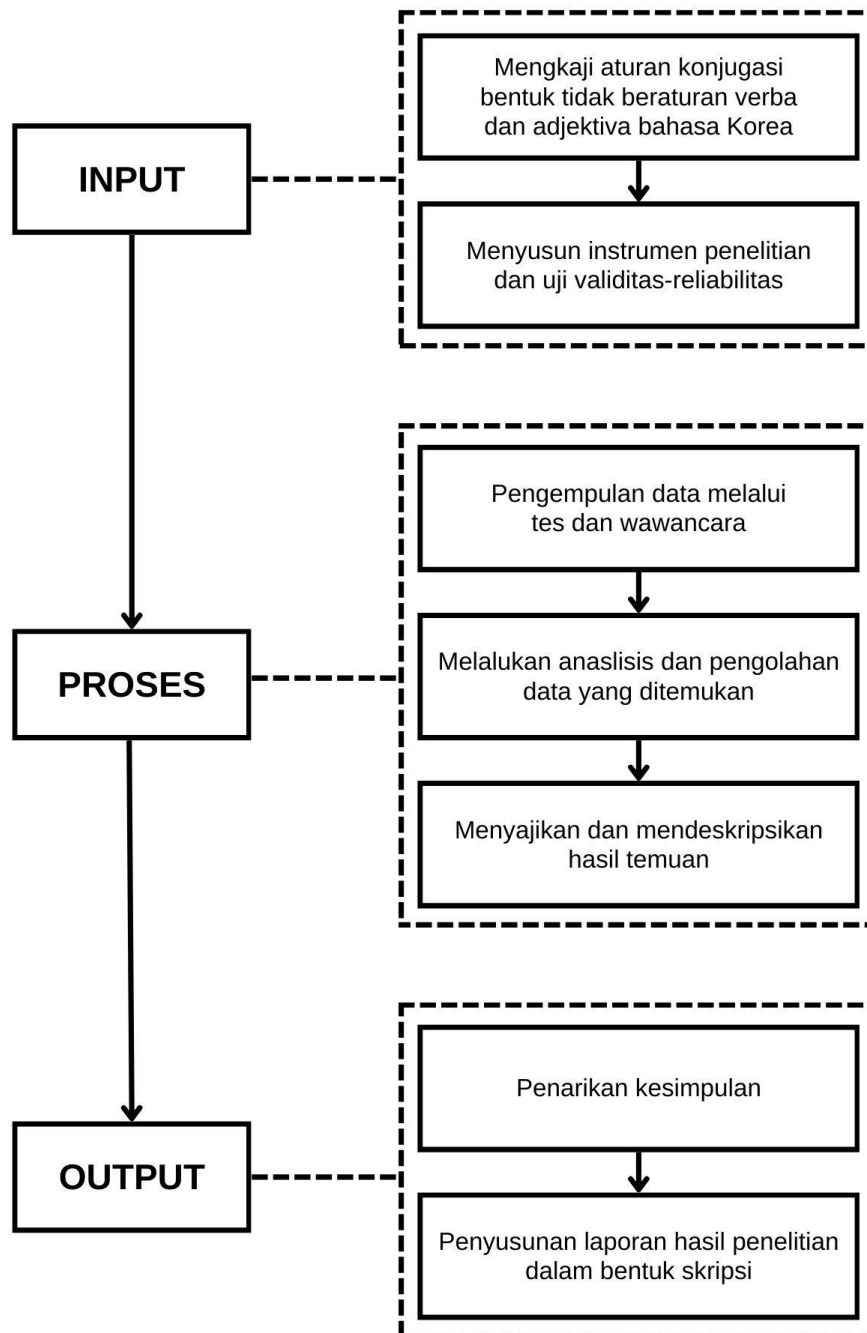 INPUT
Mengkaji aturan konjugasi
bentuk tidak beraturan verba
dan adjektiva bahasa Korea
Menyusun instrumen penelitian
dan uji validitas-reliabilitas
PROSES
Pengempulan data melalui
tes dan wawancara
Melalukan anaslisis dan pengolahan
data yang ditemukan
Menyajikan dan mendeskripsikan
hasil temuan
OUTPUT
Penarikan kesimpulan
Penyusunan laporan hasil penelitian
dalam bentuk skripsi